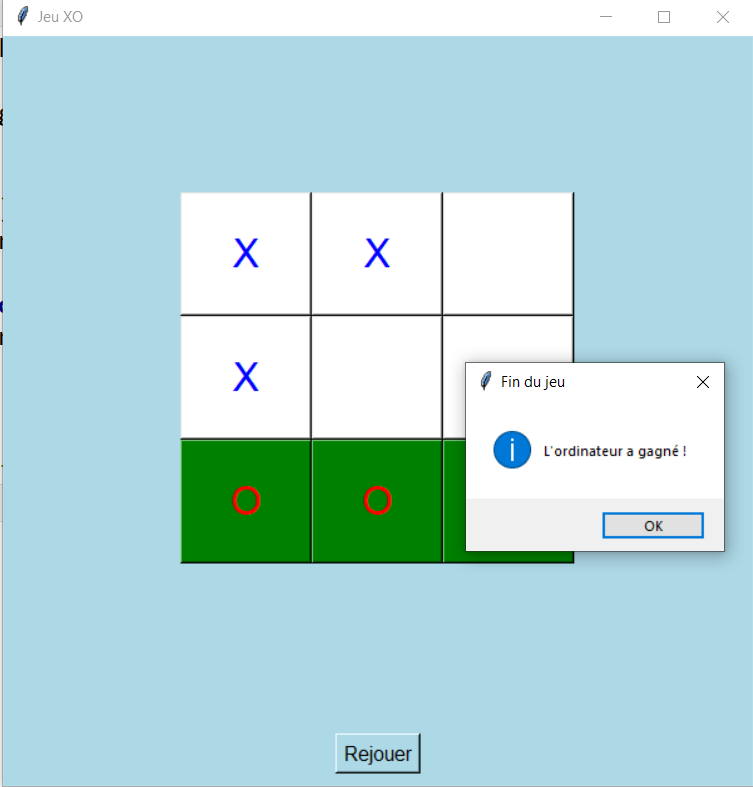 Jeu XO
X X
X
Fin du jeu
L'ordinateur a gagné !
O O
OK
Rejouer